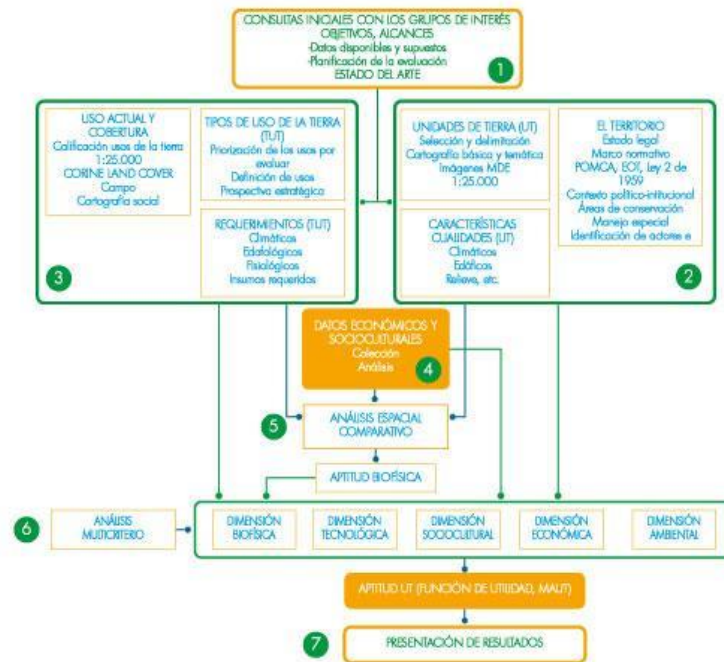 CONSULTAS INICIALES CON LOS GRUPOS DE INTERÉS
OBJETIVOS, ALCANCES
-Datos disponibles y supuestos
-Planificación de la evaluación
ESTADO DEL ARTE
1
USO ACTUAL Y
COBERTURA
Calificación usos de la tierra
1:25.000
CORINE LAND COVER
Campo
Cartografía social
TIPOS DE USO DE LA TIERRA
(TUT)
Priorización de los usos por
evaluar
Definición de usos
Prospectiva estratégica
REQUERIMIENTOS (TUT)
Climáticos
Edafológicos
Fisiológicos
Insumos requeridos
3
UNIDADES DE TIERRA (UT)
Selección y delimitación
Cartografía básica y temática
Imágenes MDE
1:25.000
CARACTERÍSTICAS
CUALIDADES (UT)
Climáticos
Edáficos
Relieve, etc.
EL TERRITORIO
Estado legal
Marco normativo
POMCA, EOT, Ley 2 de
1959
Contexto político-intitucional
Áreas de conservación
Manejo especial
Identificación de actores e
2
DATOS ECONÓMICOS Y
SOCIOCULTURALES
Colección
Análisis
4
5
ANÁLISIS ESPACIAL
COMPARATIVO
APTITUD BIOFÍSICA
6
ANÁLISIS
MULTICRITERIO
DIMENSIÓN
BIOFÍSICA
DIMENSIÓN
TECNOLÓGICA
DIMENSIÓN
SOCIOCULTURAL
DIMENSIÓN
ECONÓMICA
DIMENSIÓN
AMBIENTAL
APTITUD UT (FUNCIÓN DE UTILIDAD, MAUT)
7
PRESENTACIÓN DE RESULTADOS